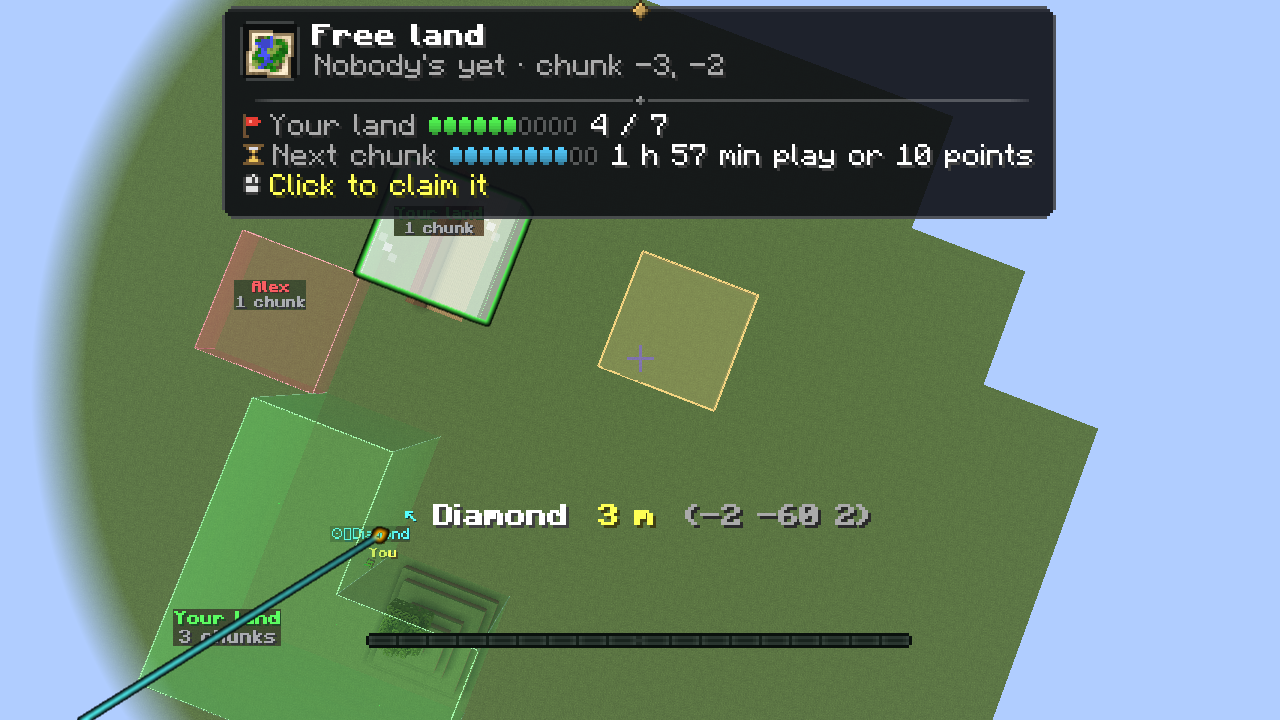 Free land
Nobody's yet · chunk -3, -2
Your land 4 / 7
Next chunk 1 h 57 min play or 10 points
Click to claim it
Your land
1 chunk
Alex
1 chunk
Diamond 3 m (-2 -60 2)
Diamond
You
Your land
3 chunks